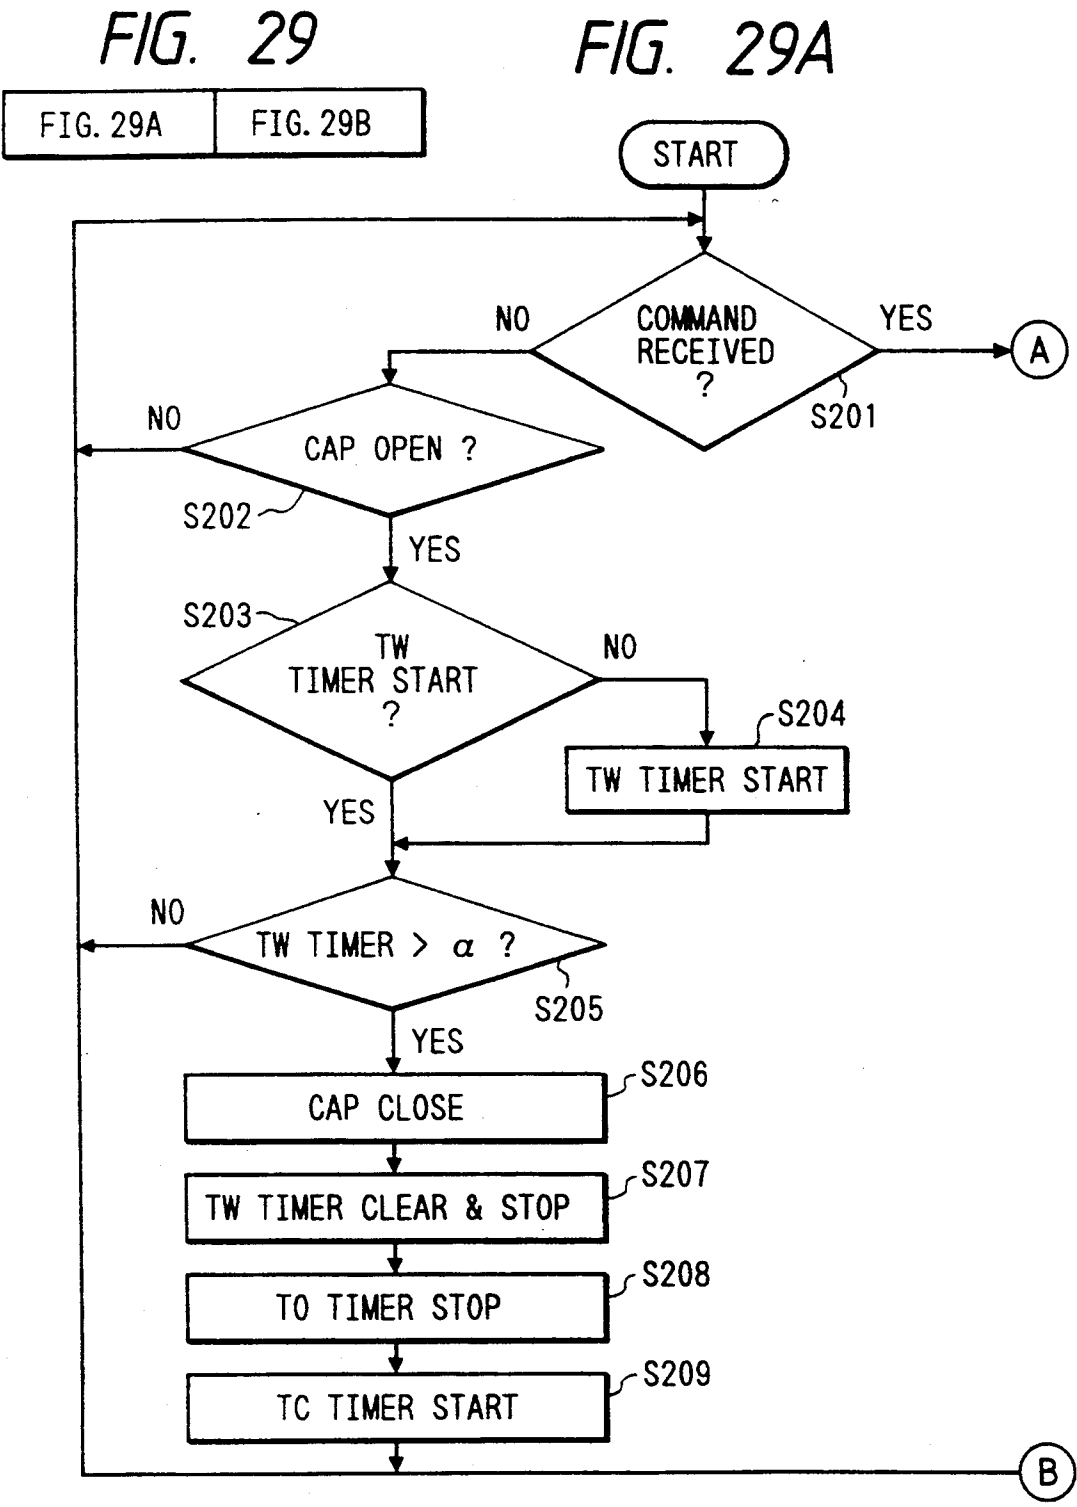 FIG. 29
FIG. 29A
FIG. 29A
FIG. 29B
START
COMMAND
RECEIVED
?
NO
YES
A
S201
CAP OPEN ?
NO
S202
YES
S203
TW
TIMER START
?
NO
S204
TW TIMER START
YES
TW TIMER > α ?
NO
S205
YES
S206
CAP CLOSE
S207
TW TIMER CLEAR & STOP
S208
TO TIMER STOP
S209
TC TIMER START
B